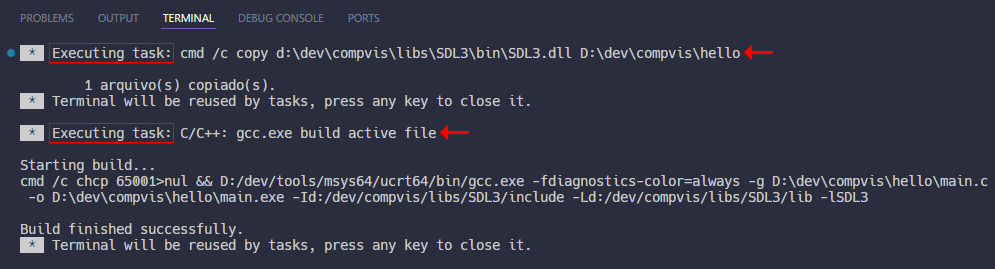 PROBLEMS OUTPUT TERMINAL DEBUG CONSOLE PORTS
* Executing task: cmd /c copy d:\dev\compvis\libs\SDL3\bin\SDL3.dll D:\dev\compvis\hello
1 arquivo(s) copiado(s).
* Terminal will be reused by tasks, press any key to close it.
* Executing task: C/C++: gcc.exe build active file
Starting build...
cmd /c chcp 65001>nul && D:/dev/tools/msys64/ucrt64/bin/gcc.exe -fdiagnostics-color=always -g D:\dev\compvis\hello\main.c
-o D:\dev\compvis\hello\main.exe -Id:/dev/compvis/libs/SDL3/include -Ld:/dev/compvis/libs/SDL3/lib -lSDL3
Build finished successfully.
* Terminal will be reused by tasks, press any key to close it.